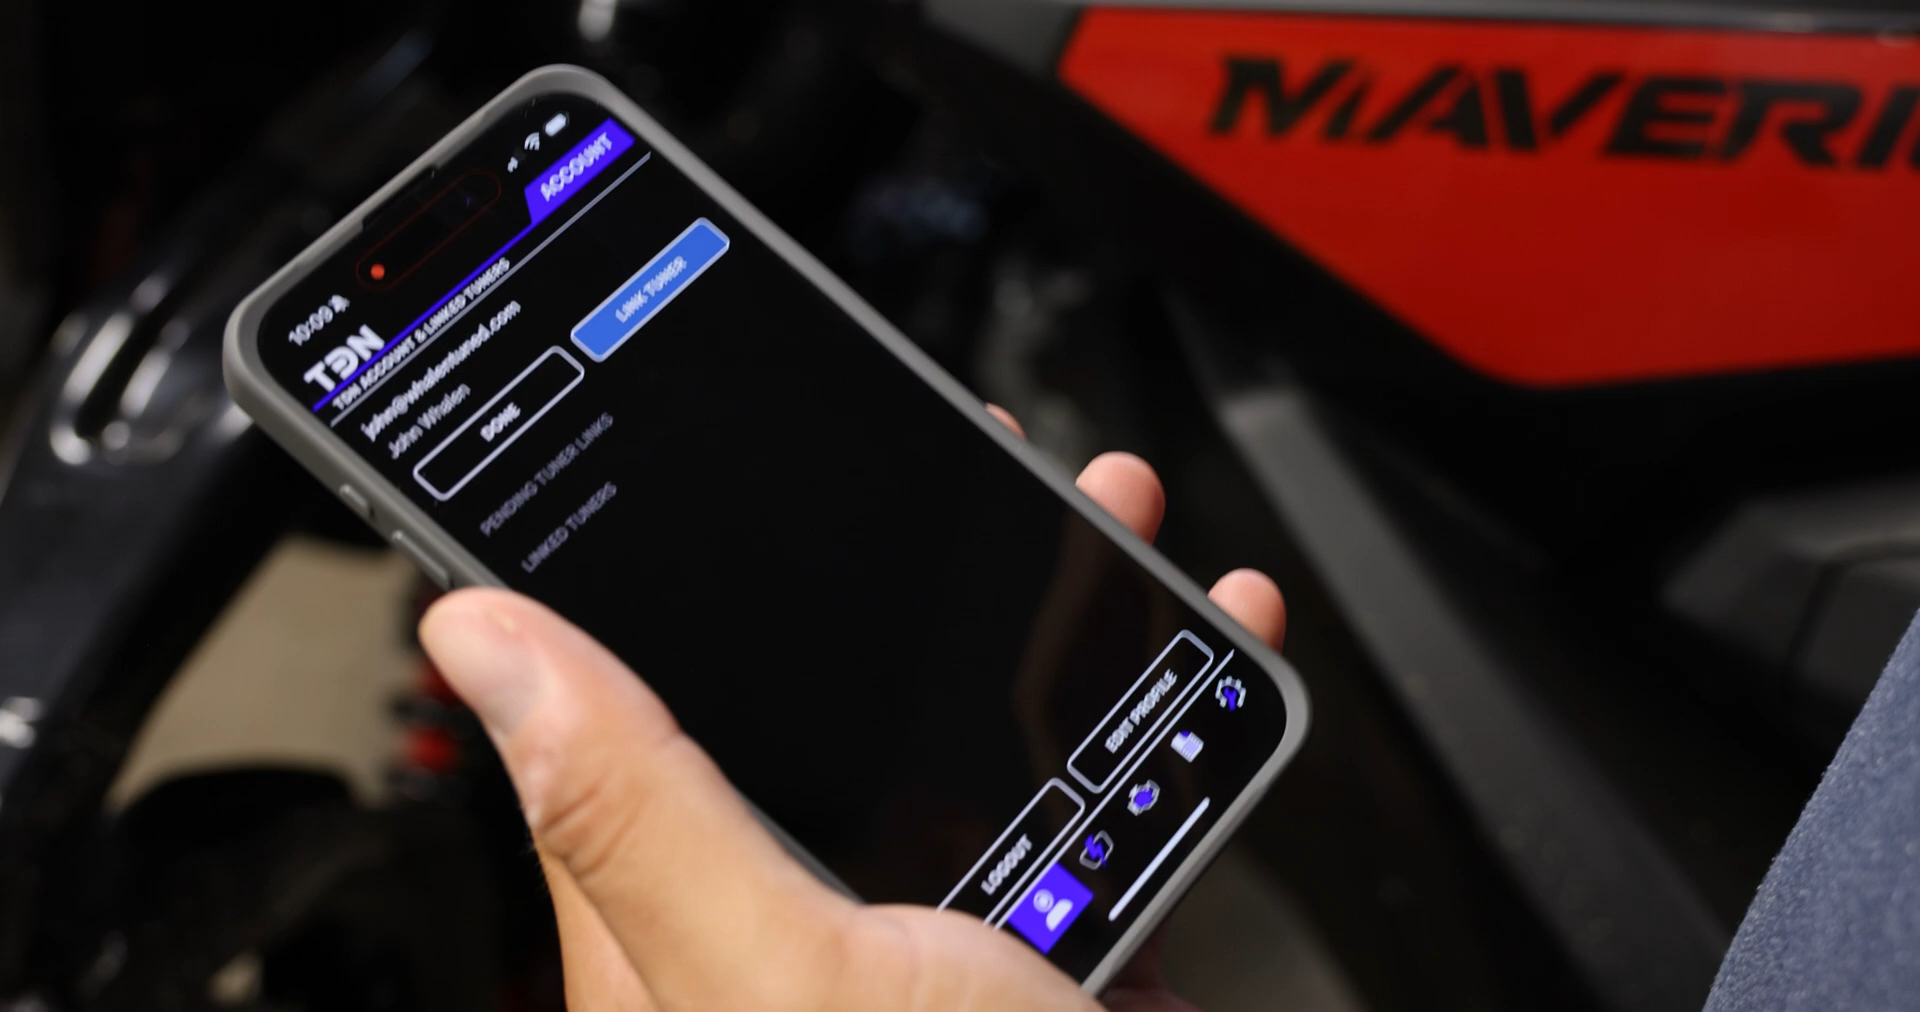 10:09
TDN
ACCOUNT
TDN ACCOUNT & LINKED TUNERS
john@whalentuned.com
John Whalen
DONE
LINK TUNER
PENDING TUNER LINKS
LINKED TUNERS
LOGOUT
EDIT PROFILE
MAVERI